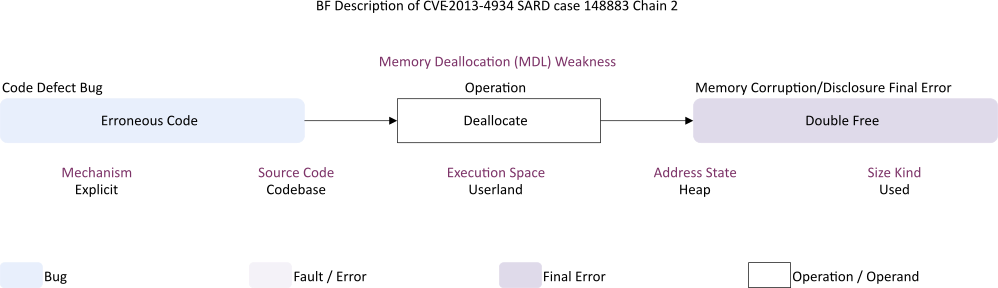 BF Description of CVE2013-4934 SARD case 148883 Chain 2
Memory Deallocation (MDL) Weakness
Code Defect Bug
Operation
Memory Corruption/Disclosure Final Error
Erroneous Code
Deallocate
Double Free
Mechanism
Explicit
Source Code
Codebase
Execution Space
Userland
Address State
Heap
Size Kind
Used
Bug
Fault / Error
Final Error
Operation / Operand